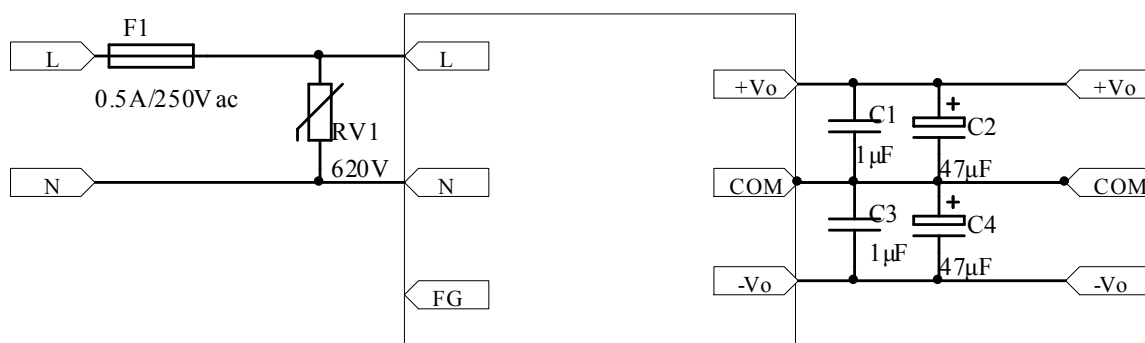 F1
L
L
0.5A/250Vac
RV1
620V
N
N
FG
+Vo
+Vo
C1
1μF
C2
47μF
COM
COM
C3
1μF
C4
47μF
-Vo
-Vo